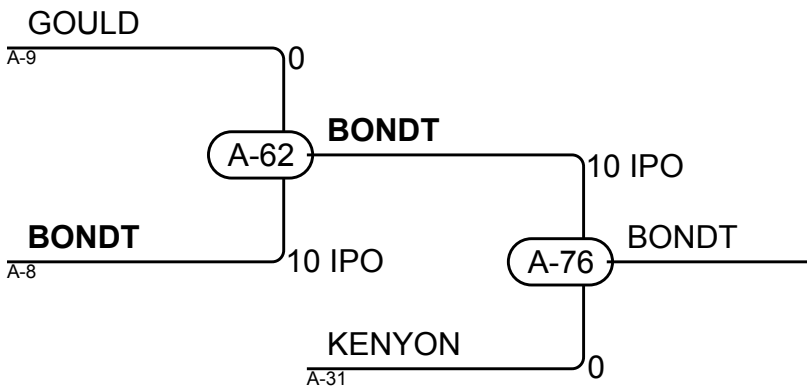 GOULD
A-9
0
BONDT
A-62
10 IPO
BONDT
A-8
10 IPO
BONDT
A-76
KENYON
A-31
0